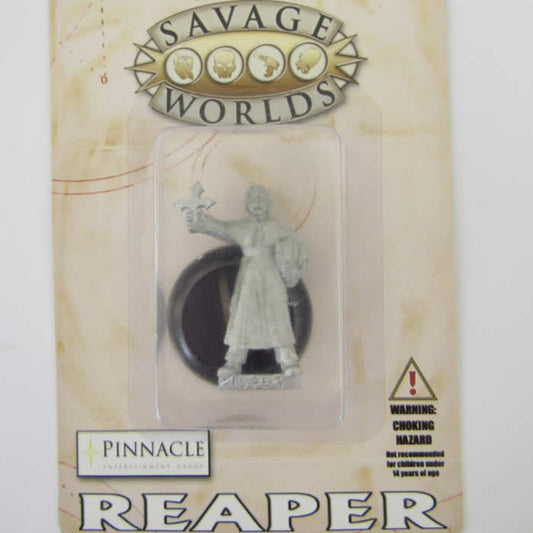 SAVAGE
WORLDS
!
WARNING:
CHOKING
HAZARD
Not recommended
for children under
14 years of age
PINNACLE
ENTERTAINMENT GROUP
REAPER